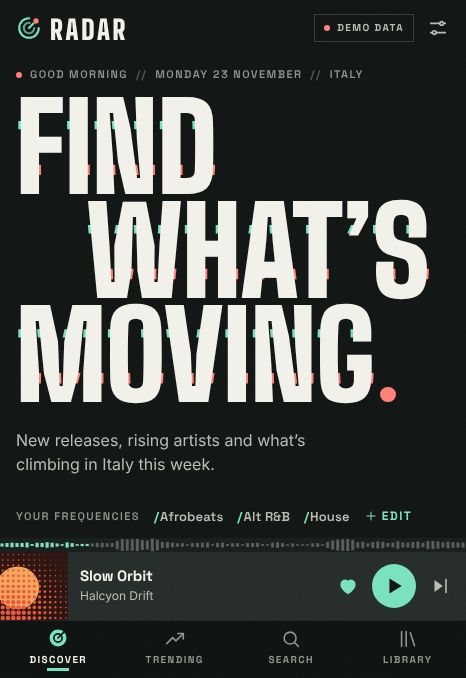 RADAR
DEMO DATA
GOOD MORNING // MONDAY 23 NOVEMBER // ITALY
FIND
WHAT’S
MOVING.
New releases, rising artists and what’s
climbing in Italy this week.
YOUR FREQUENCIES /Afrobeats /Alt R&B /House + EDIT
Slow Orbit
Halcyon Drift
DISCOVER TRENDING SEARCH LIBRARY